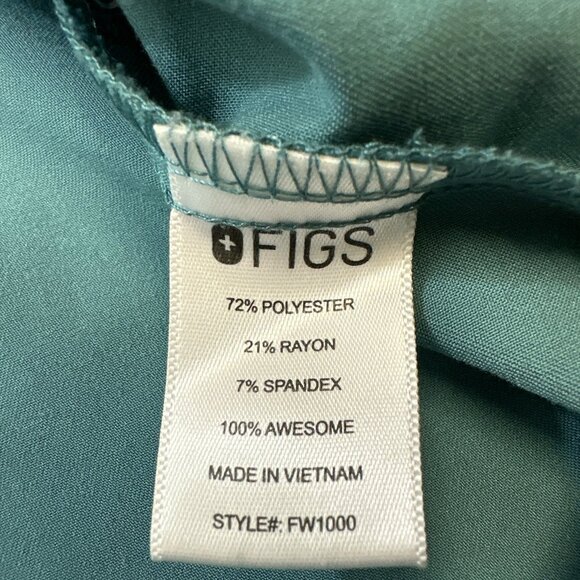 FIGS
72% POLYESTER
21% RAYON
7% SPANDEX
100% AWESOME
MADE IN VIETNAM
STYLE#: FW1000